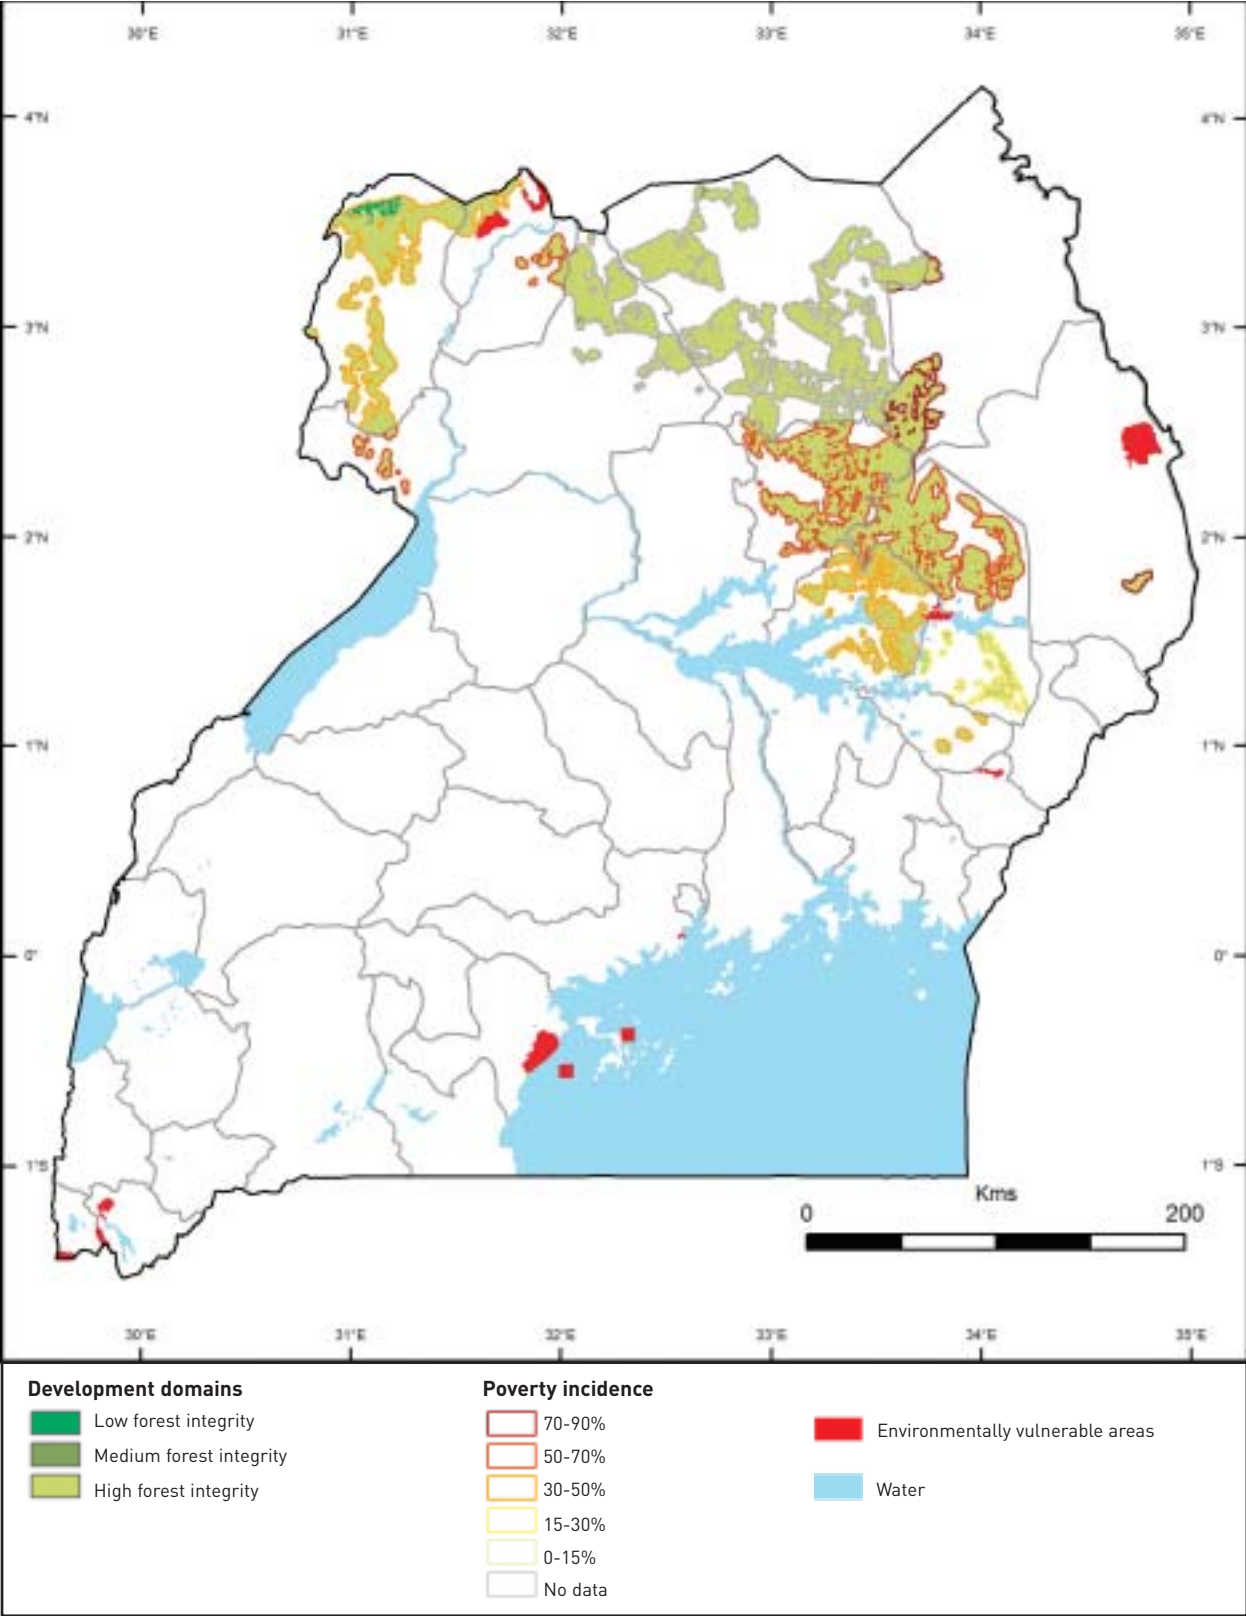 30°E 31°E 32°E 33°E 34°E 35°E
4°N 4°N
3°N 3°N
2°N 2°N
1°N 1°N
0° 0°
1°S 1°S
Kms
0 200
30°E 31°E 32°E 33°E 34°E 35°E
Development domains
Low forest integrity
Medium forest integrity
High forest integrity
Poverty incidence
70-90%
50-70%
30-50%
15-30%
0-15%
No data
Environmentally vulnerable areas
Water